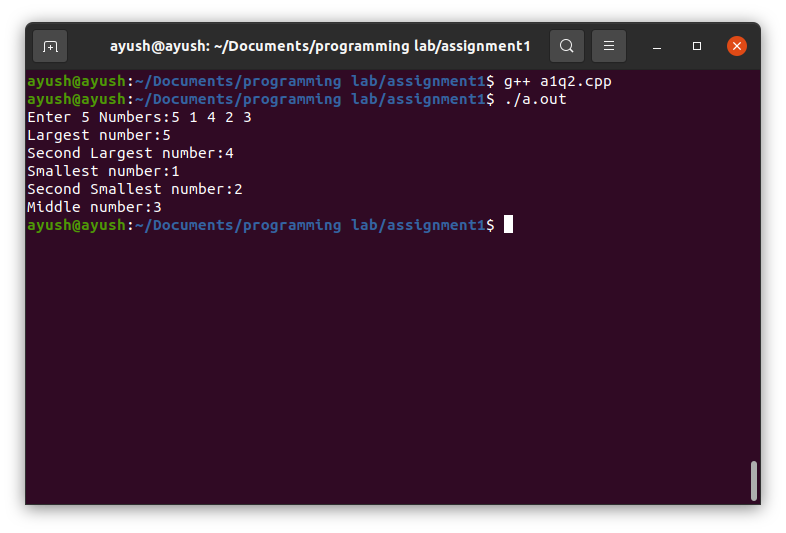 ayush@ayush: ~/Documents/programming lab/assignment1
ayush@ayush:~/Documents/programming lab/assignment1$ g++ a1q2.cpp
ayush@ayush:~/Documents/programming lab/assignment1$ ./a.out
Enter 5 Numbers:5 1 4 2 3
Largest number:5
Second Largest number:4
Smallest number:1
Second Smallest number:2
Middle number:3
ayush@ayush:~/Documents/programming lab/assignment1$